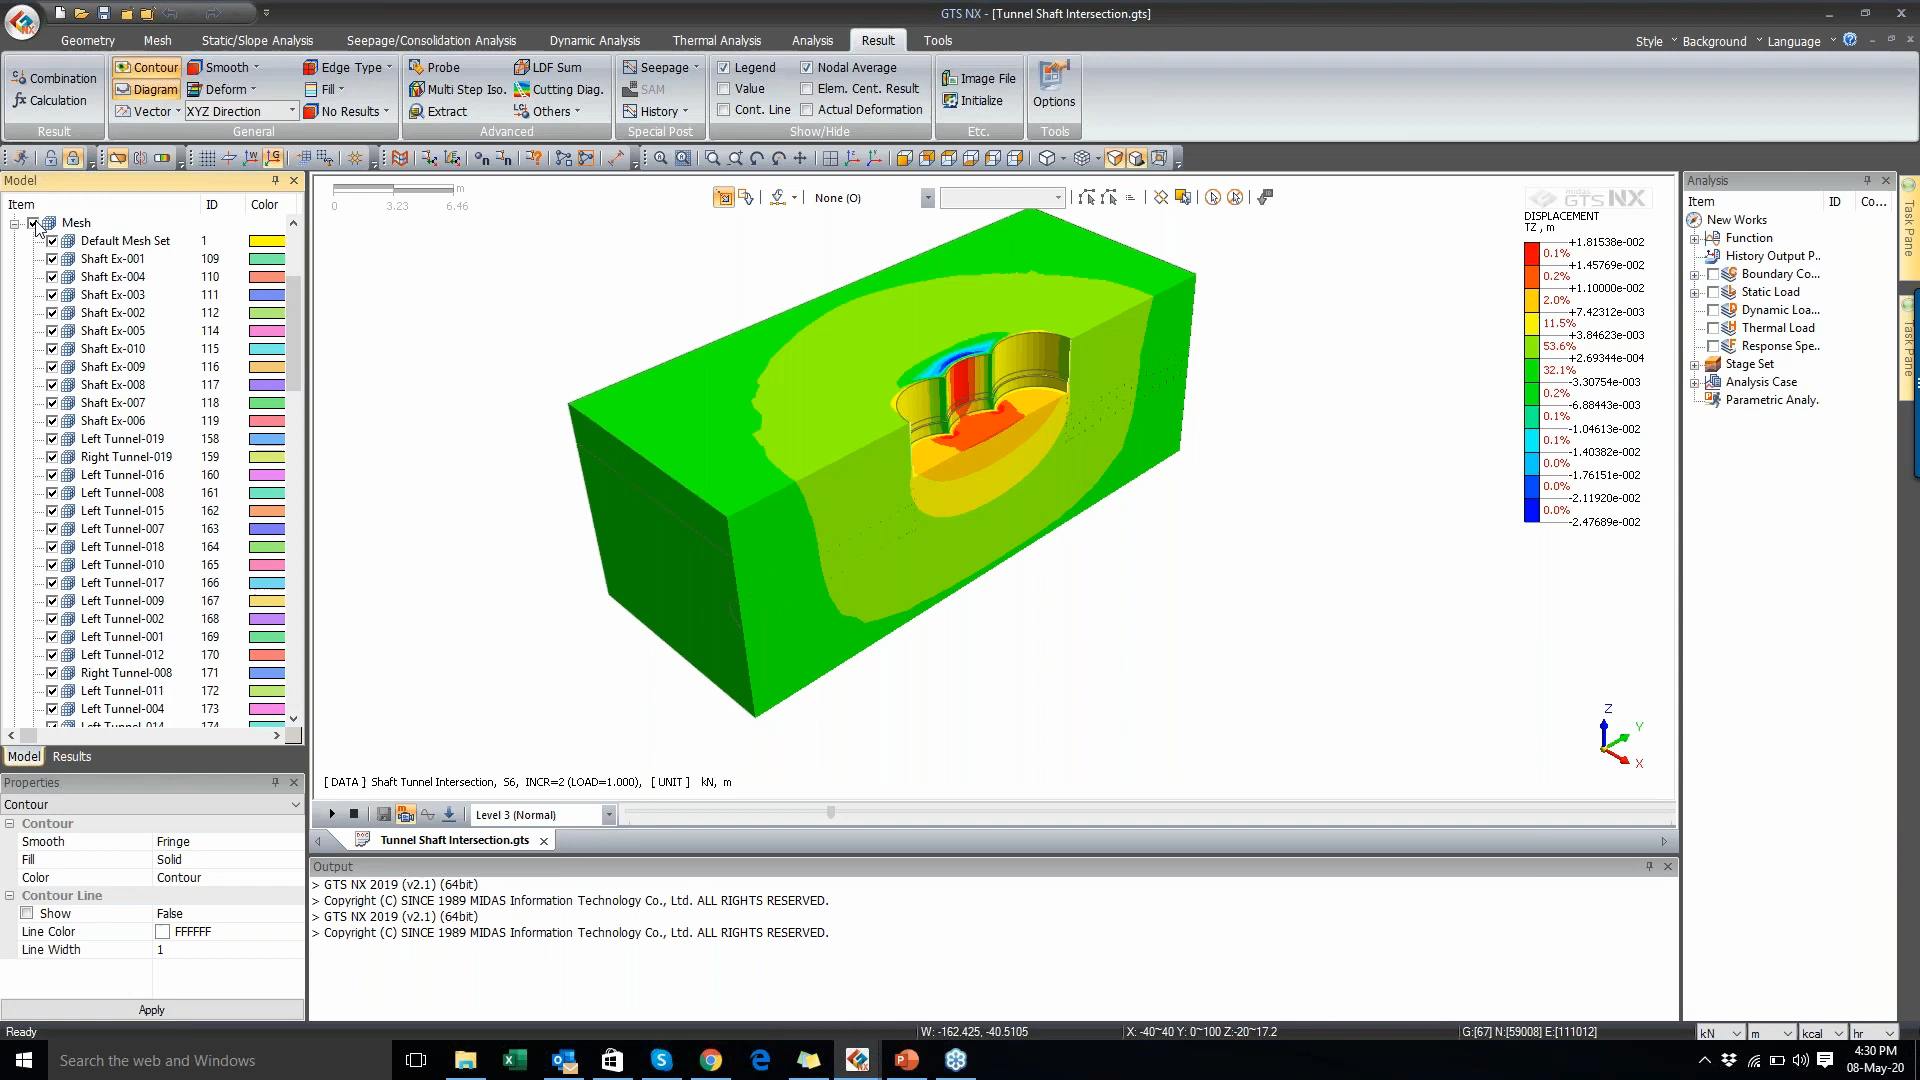 GTS NX - [Tunnel Shaft Intersection.gts]
Geometry Mesh Static/Slope Analysis Seepage/Consolidation Analysis Dynamic Analysis Thermal Analysis Analysis Result Tools
Style Background Language
Combination
Calculation
Result
Contour Smooth Edge Type
Diagram Deform Fill
Vector XYZ Direction No Results
General
Probe LDF Sum
Multi Step Iso. Cutting Diag.
Extract Others
Advanced
Seepage
SAM
History
Special Post
Legend Nodal Average
Value Elem. Cent. Result
Cont. Line Actual Deformation
Show/Hide
Image File
Initialize
Etc.
Options
Tools
Model
Item ID Color
Mesh
Default Mesh Set 1
Shaft Ex-001 109
Shaft Ex-004 110
Shaft Ex-003 111
Shaft Ex-002 112
Shaft Ex-005 114
Shaft Ex-010 115
Shaft Ex-009 116
Shaft Ex-008 117
Shaft Ex-007 118
Shaft Ex-006 119
Left Tunnel-019 158
Right Tunnel-019 159
Left Tunnel-016 160
Left Tunnel-008 161
Left Tunnel-015 162
Left Tunnel-007 163
Left Tunnel-018 164
Left Tunnel-010 165
Left Tunnel-017 166
Left Tunnel-009 167
Left Tunnel-002 168
Left Tunnel-001 169
Left Tunnel-012 170
Right Tunnel-008 171
Left Tunnel-011 172
Left Tunnel-004 173
Left Tunnel-014 174
Model Results
Properties
Contour
Contour
Smooth Fringe
Fill Solid
Color Contour
Contour Line
Show False
Line Color FFFFFF
Line Width 1
Apply
m
0 3.23 6.46
None (O)
midas
GTS NX
DISPLACEMENT
TZ , m
+1.81538e-002
0.1%
+1.45769e-002
0.2%
+1.10000e-002
2.0%
+7.42312e-003
11.5%
+3.84623e-003
53.6%
+2.69344e-004
32.1%
-3.30754e-003
0.2%
-6.88443e-003
0.1%
-1.04613e-002
0.1%
-1.40382e-002
0.0%
-1.76151e-002
0.0%
-2.11920e-002
0.0%
-2.47689e-002
Z
Y
X
[ DATA ] Shaft Tunnel Intersection, S6, INCR=2 (LOAD=1.000), [ UNIT ] kN, m
Level 3 (Normal)
Tunnel Shaft Intersection.gts
Output
> GTS NX 2019 (v2.1) (64bit)
> Copyright (C) SINCE 1989 MIDAS Information Technology Co., Ltd. ALL RIGHTS RESERVED.
> GTS NX 2019 (v2.1) (64bit)
> Copyright (C) SINCE 1989 MIDAS Information Technology Co., Ltd. ALL RIGHTS RESERVED.
Analysis
Item ID Co...
New Works
Function
History Output P..
Boundary Co...
Static Load
Dynamic Loa...
Thermal Load
Response Spe..
Stage Set
Analysis Case
Parametric Analy.
Task Pane
Task Pane
Ready
W: -162.425, -40.5105
X: -40~40 Y: 0~100 Z:-20~17.2
G:[67] N:[59008] E:[111012]
kN m kcal hr
Search the web and Windows
4:30 PM
08-May-20